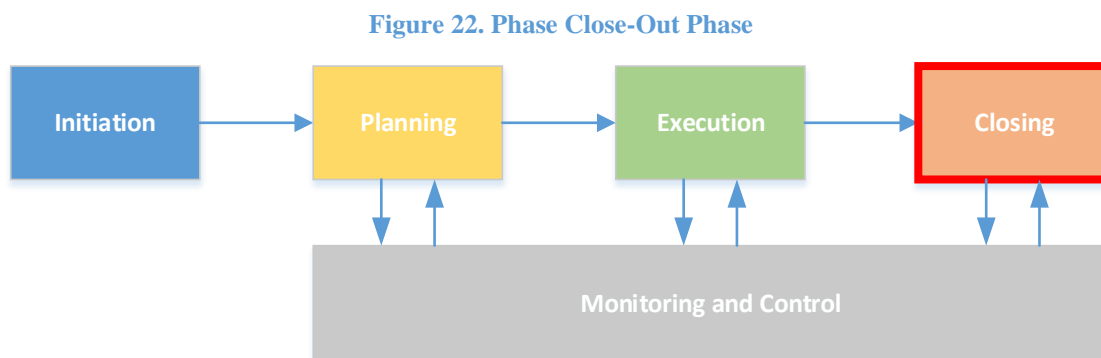 Figure 22. Phase Close-Out Phase
Initiation
Planning
Execution
Closing
Monitoring and Control